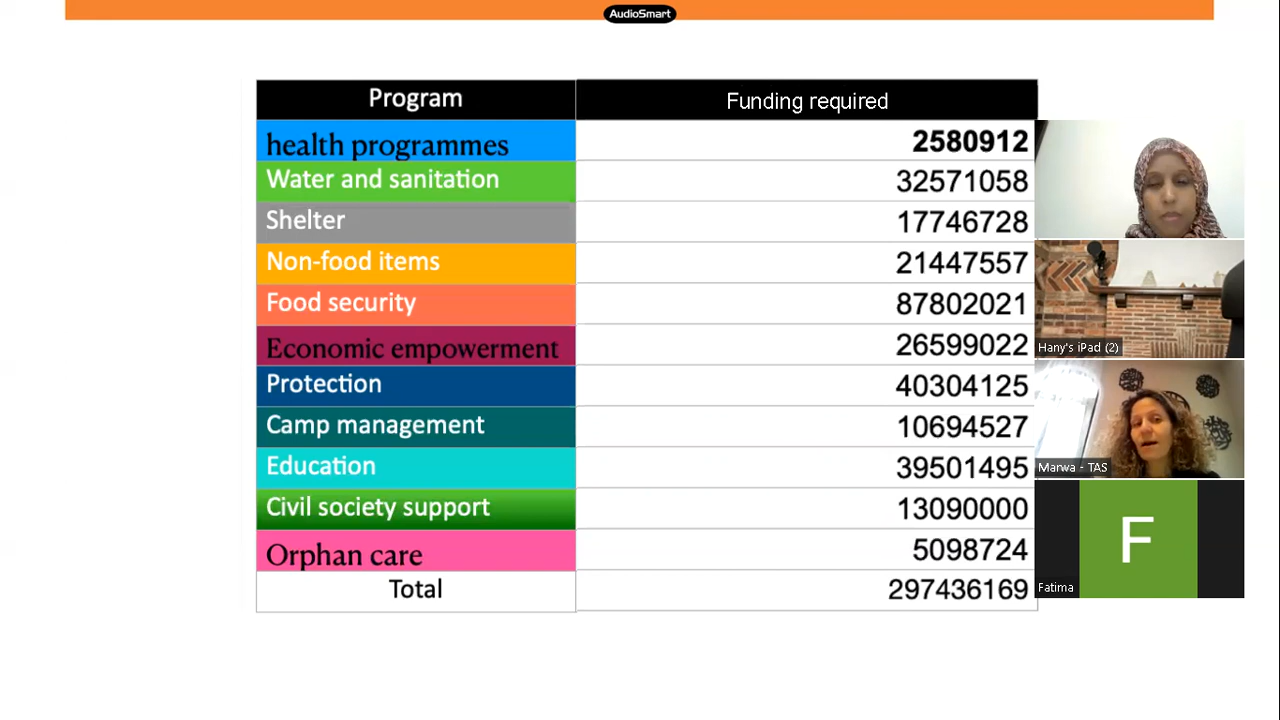 AudioSmart
Program Funding required
health programmes 2580912
Water and sanitation 32571058
Shelter 17746728
Non-food items 21447557
Food security 87802021
Economic empowerment 26599022
Protection 40304125
Camp management 10694527
Education 39501495
Civil society support 13090000
Orphan care 5098724
Total 297436169
Hany's iPad (2)
Marwa - TAS
F
Fatima